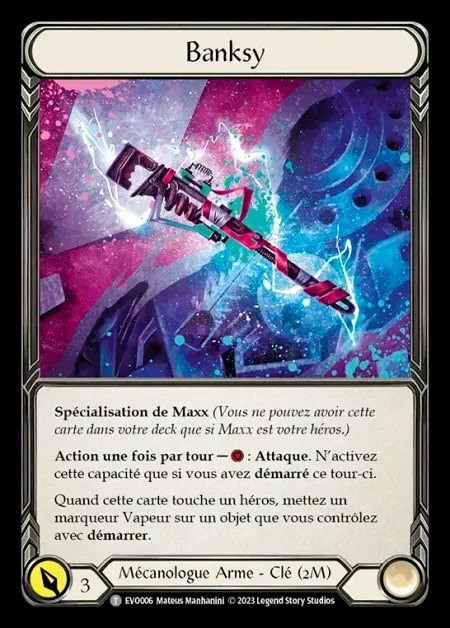 Banksy
Spécialisation de Maxx (Vous ne pouvez avoir cette
carte dans votre deck que si Maxx est votre héros.)
Action une fois par tour — : Attaque. N'activez
cette capacité que si vous avez démarré ce tour-ci.
Quand cette carte touche un héros, mettez un
marqueur Vapeur sur un objet que vous contrôlez
avec démarrer.
3
Mécanologue Arme - Clé (2M)
T EVO006 Mateus Manhanini © 2023 Legend Story Studios